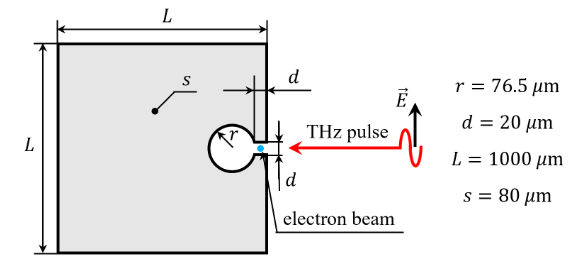 L
s
d
E⃗
r = 76.5 μm
r
THz pulse
d = 20 μm
L
L = 1000 μm
d
s = 80 μm
electron beam